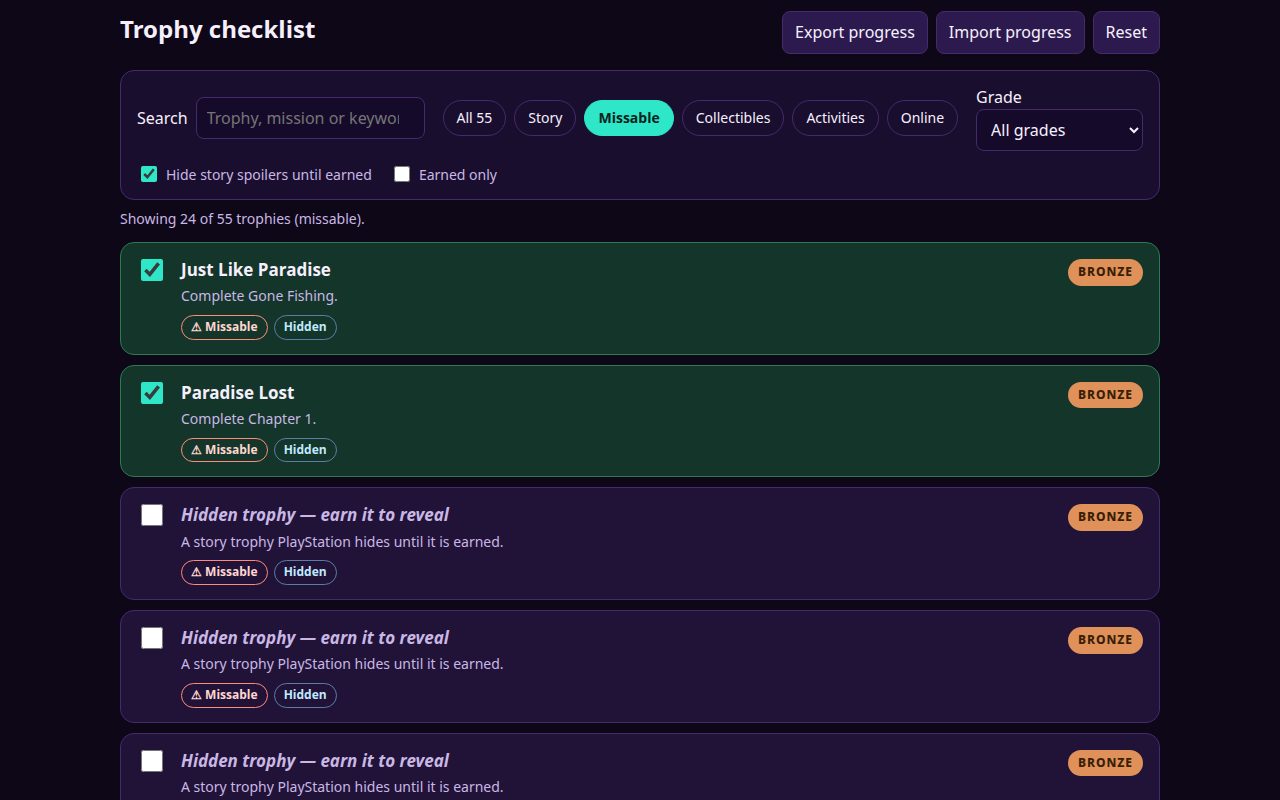 Trophy checklist
Export progress
Import progress
Reset
Search
Trophy, mission or keywor
All 55
Story
Missable
Collectibles
Activities
Online
Grade
All grades
Hide story spoilers until earned
Earned only
Showing 24 of 55 trophies (missable).
Just Like Paradise
BRONZE
Complete Gone Fishing.
⚠ Missable
Hidden
Paradise Lost
BRONZE
Complete Chapter 1.
⚠ Missable
Hidden
Hidden trophy — earn it to reveal
BRONZE
A story trophy PlayStation hides until it is earned.
⚠ Missable
Hidden
Hidden trophy — earn it to reveal
BRONZE
A story trophy PlayStation hides until it is earned.
⚠ Missable
Hidden
Hidden trophy — earn it to reveal
BRONZE
A story trophy PlayStation hides until it is earned.